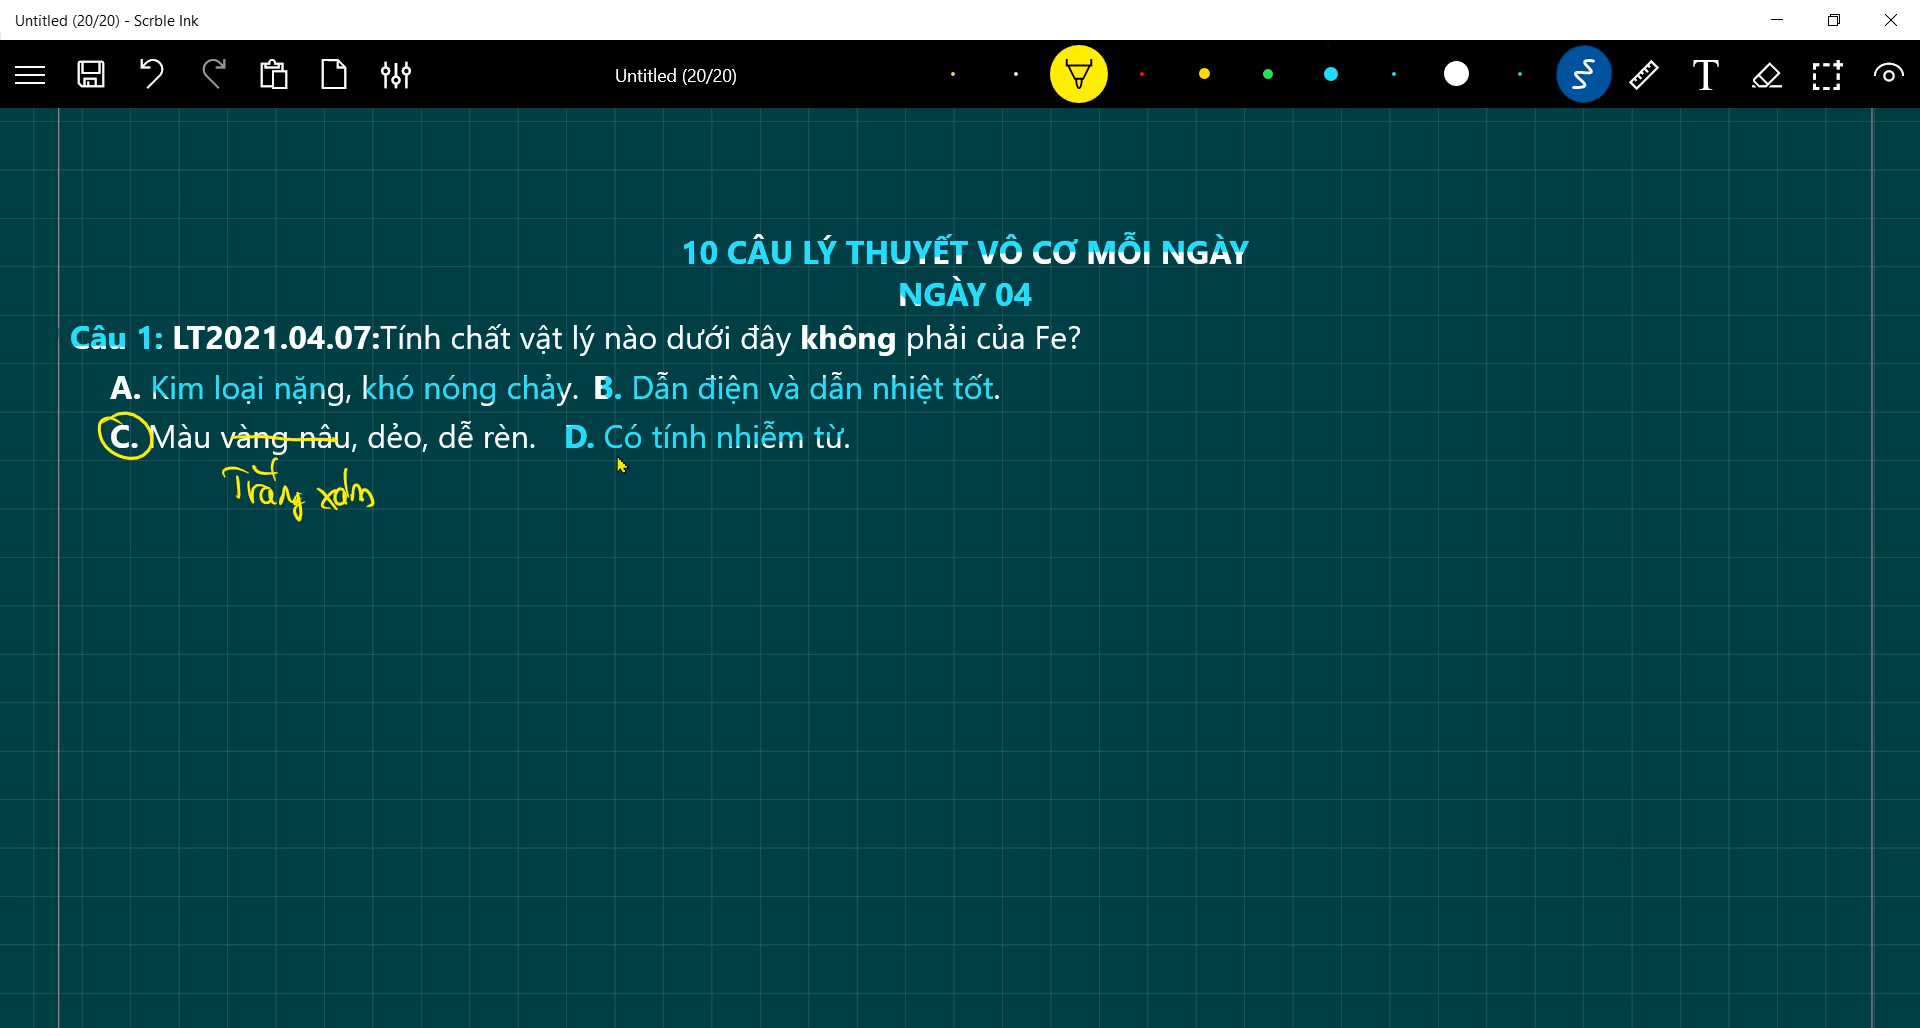 Untitled (20/20) - Scrble Ink
Untitled (20/20)
T
10 CÂU LÝ THUYẾT VÔ CƠ MỖI NGÀY
NGÀY 04
Câu 1: LT2021.04.07:Tính chất vật lý nào dưới đây không phải của Fe?
A. Kim loại nặng, khó nóng chảy. B. Dẫn điện và dẫn nhiệt tốt.
C. Màu vàng nâu, dẻo, dễ rèn. D. Có tính nhiễm từ.
Trắng xám